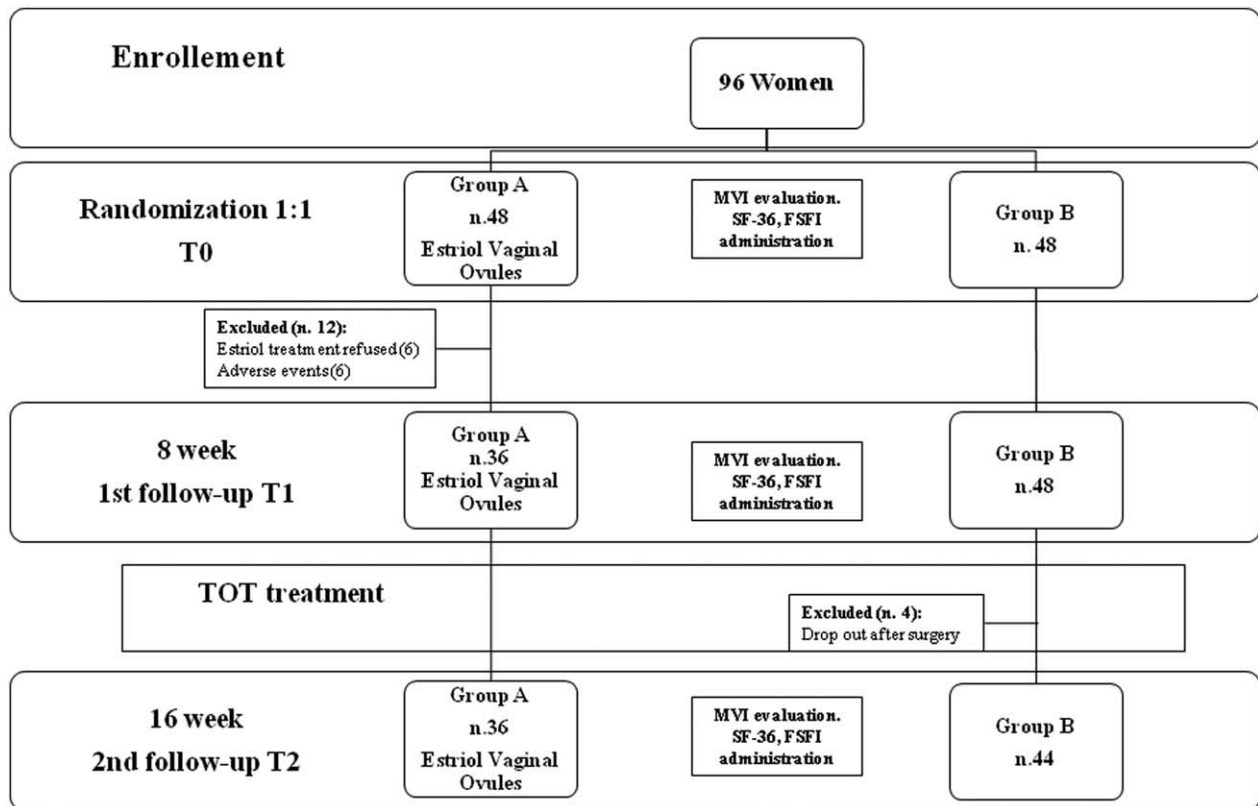 Enrollement
96 Women
Randomization 1:1
T0
Group A
n.48
Estriol Vaginal
Ovules
MVI evaluation.
SF-36, FSFI
administration
Group B
n. 48
Excluded (n. 12):
Estriol treatment refused(6)
Adverse events(6)
8 week
1st follow-up T1
Group A
n.36
Estriol Vaginal
Ovules
MVI evaluation.
SF-36, FSFI
administration
Group B
n.48
TOT treatment
Excluded (n. 4):
Drop out after surgery
16 week
2nd follow-up T2
Group A
n.36
Estriol Vaginal
Ovules
MVI evaluation.
SF-36, FSFI
administration
Group B
n.44